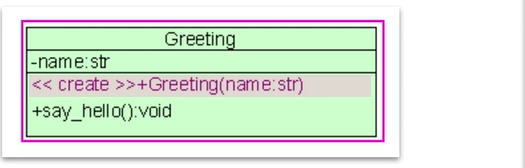 Greeting
-name:str
<< create >>+Greeting(name:str)
+say_hello():void